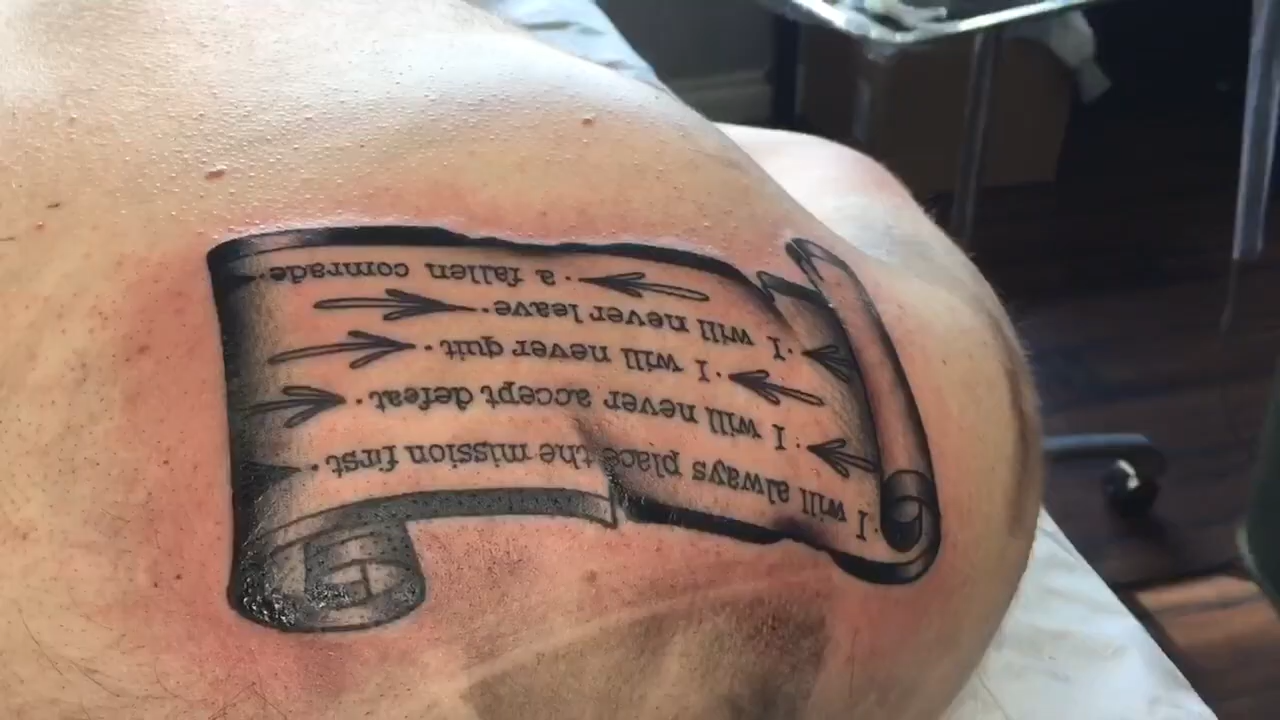 I will always place the mission first.
I will never accept defeat.
I will never quit.
I will never leave.
a fallen comrade.